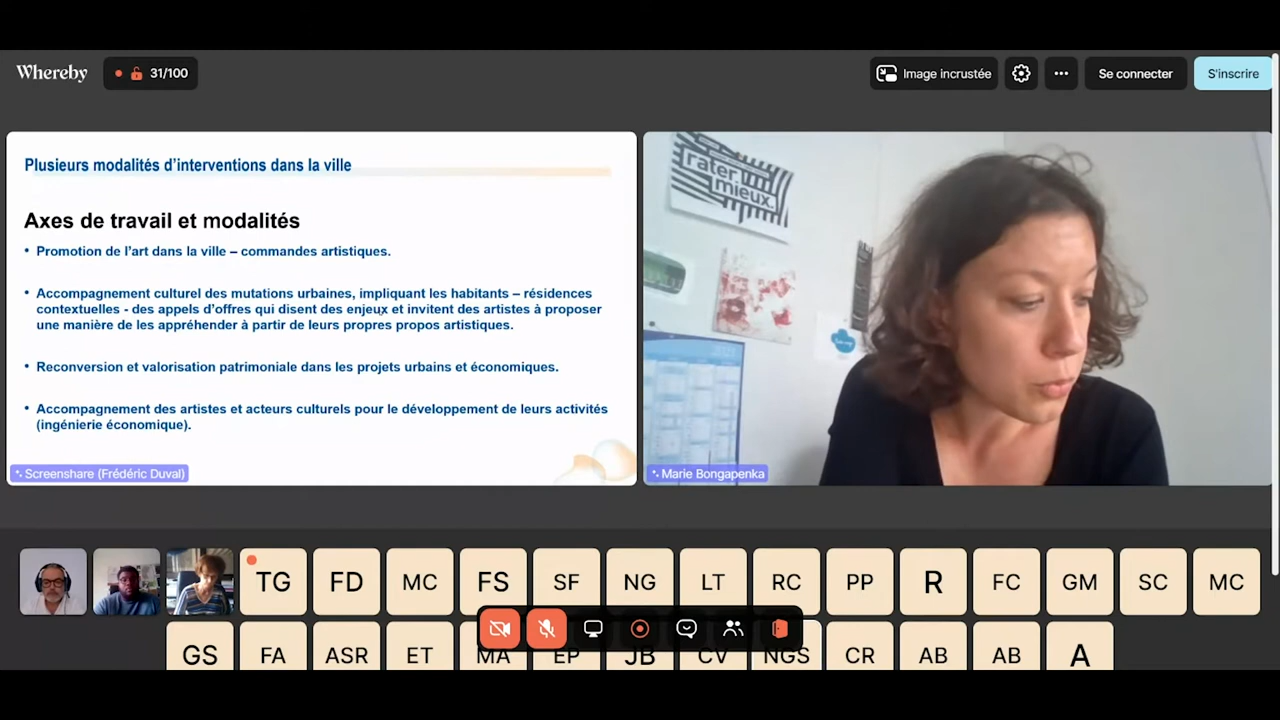 Whereby
31/100
Image incrustée
Se connecter
S'inscrire
Plusieurs modalités d'interventions dans la ville
Axes de travail et modalités
• Promotion de l'art dans la ville – commandes artistiques.
• Accompagnement culturel des mutations urbaines, impliquant les habitants – résidences
contextuelles - des appels d'offres qui disent des enjeux et invitent des artistes à proposer
une manière de les appréhender à partir de leurs propres propos artistiques.
• Reconversion et valorisation patrimoniale dans les projets urbains et économiques.
• Accompagnement des artistes et acteurs culturels pour le développement de leurs activités
(ingénierie économique).
Screenshare (Frédéric Duval)
rater
mieux.
Marie Bongapenka
TG FD MC FS SF NG LT RC PP R FC GM SC MC
GS FA ASR ET MA EP JB CV NGS CR AB AB A